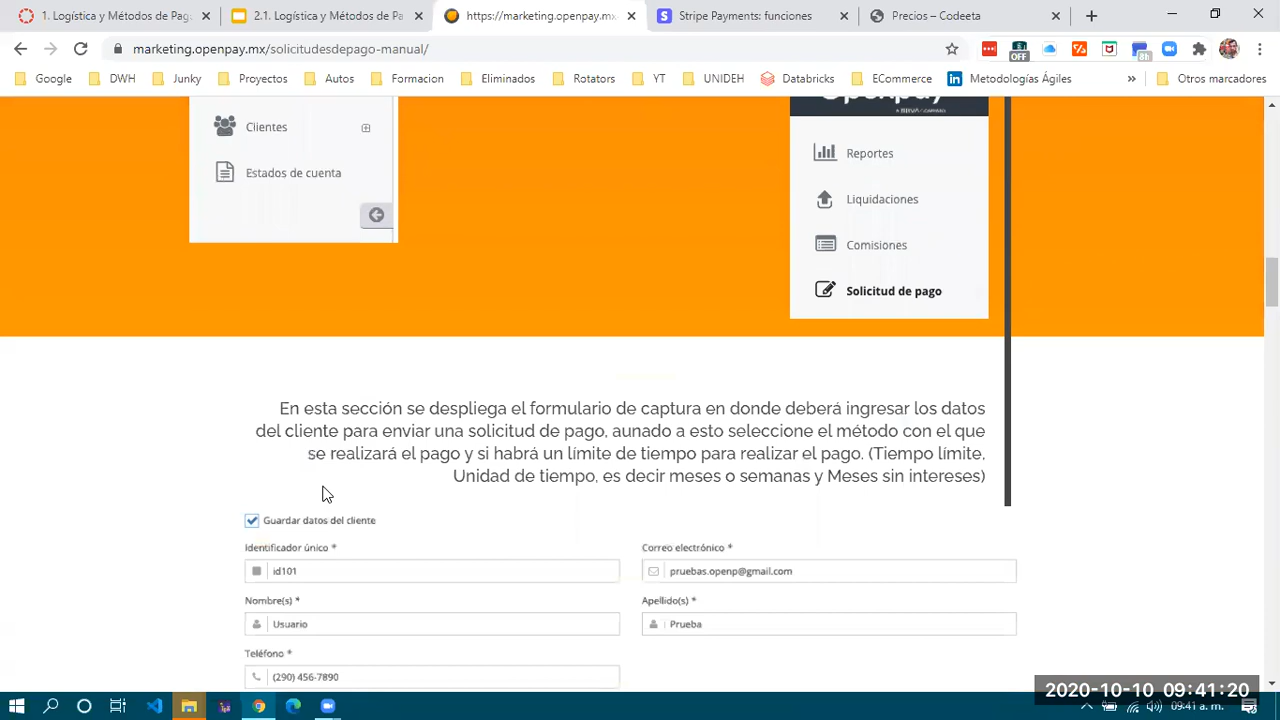 1. Logística y Métodos de Pag
2.1. Logística y Métodos de Pa
https://marketing.openpay.mx/
Stripe Payments: funciones
Precios – Codeeta
marketing.openpay.mx/solicitudesdepago-manual/
OFF
8h
Google
DWH
Junky
Proyectos
Autos
Formacion
Eliminados
Rotators
YT
UNIDEH
Databricks
ECommerce
Metodologías Ágiles
»
Otros marcadores
Clientes
Estados de cuenta
Openpay
Reportes
Liquidaciones
Comisiones
Solicitud de pago
En esta sección se despliega el formulario de captura en donde deberá ingresar los datos
del cliente para enviar una solicitud de pago, aunado a esto seleccione el método con el que
se realizará el pago y si habrá un límite de tiempo para realizar el pago. (Tiempo límite,
Unidad de tiempo, es decir meses o semanas y Meses sin intereses)
Guardar datos del cliente
Identificador único *
Correo electrónico *
id101
pruebas.openp@gmail.com
Nombre(s) *
Apellido(s) *
Usuario
Prueba
Teléfono *
(290) 456-7890
2020-10-10 09:41:20
09:41 a. m.